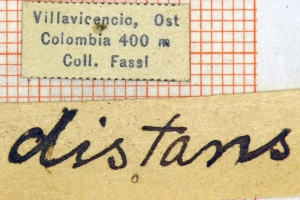 Villavicencio, Ost
Colombia 400 m
Coll. Fassl
distans